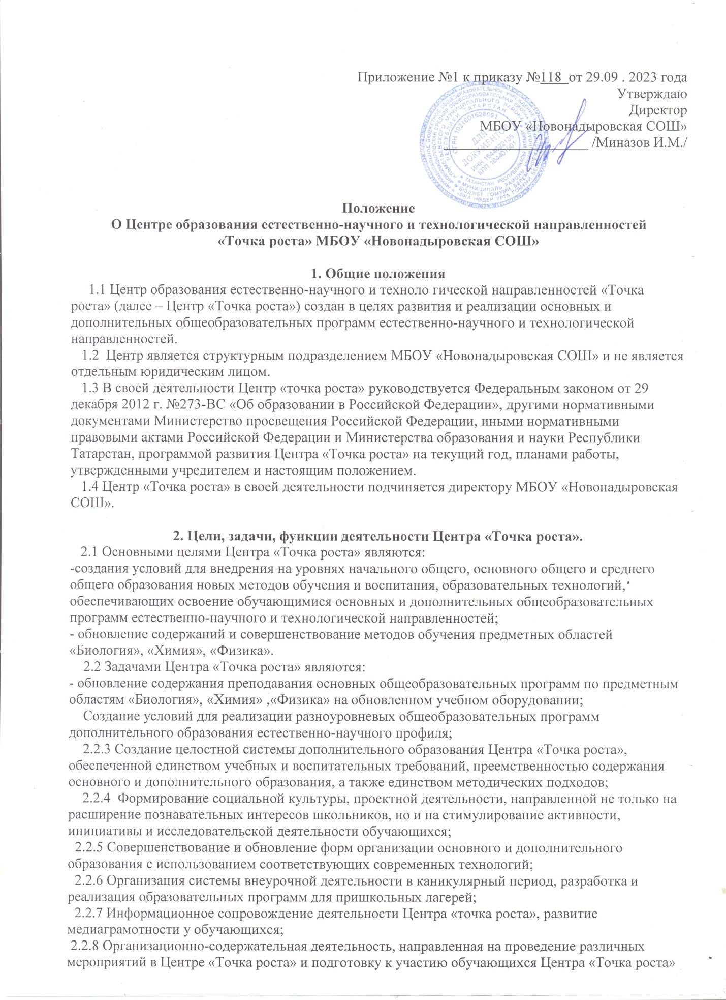 Приложение №1 к приказу №118 от 29.09 . 2023 года
Утверждаю
Директор
МБОУ «Новонадыровская СОШ»
/Миназов И.М./
ОГРН 1021601628091
ДЛЯ
ДОКУМЕНТОВ
ИНН 1644022125
КПП 164401001
Положение
О Центре образования естественно-научного и технологической направленностей
«Точка роста» МБОУ «Новонадыровская СОШ»
1. Общие положения
1.1 Центр образования естественно-научного и техноло гической направленностей «Точка
роста» (далее – Центр «Точка роста») создан в целях развития и реализации основных и
дополнительных общеобразовательных программ естественно-научного и технологической
направленностей.
1.2  Центр является структурным подразделением МБОУ «Новонадыровская СОШ» и не является
отдельным юридическим лицом.
1.3 В своей деятельности Центр «точка роста» руководствуется Федеральным законом от 29
декабря 2012 г. №273-ВС «Об образовании в Российской Федерации», другими нормативными
документами Министерство просвещения Российской Федерации, иными нормативными
правовыми актами Российской Федерации и Министерства образования и науки Республики
Татарстан, программой развития Центра «Точка роста» на текущий год, планами работы,
утвержденными учредителем и настоящим положением.
1.4 Центр «Точка роста» в своей деятельности подчиняется директору МБОУ «Новонадыровская
СОШ».
2. Цели, задачи, функции деятельности Центра «Точка роста».
2.1 Основными целями Центра «Точка роста» являются:
-создания условий для внедрения на уровнях начального общего, основного общего и среднего
общего образования новых методов обучения и воспитания, образовательных технологий,
обеспечивающих освоение обучающимися основных и дополнительных общеобразовательных
программ естественно-научного и технологической направленностей;
- обновление содержаний и совершенствование методов обучения предметных областей
«Биология», «Химия», «Физика».
2.2 Задачами Центра «Точка роста» являются:
- обновление содержания преподавания основных общеобразовательных программ по предметным
областям «Биология», «Химия» ,«Физика» на обновленном учебном оборудовании;
Создание условий для реализации разноуровневых общеобразовательных программ
дополнительного образования естественно-научного профиля;
2.2.3 Создание целостной системы дополнительного образования Центра «Точка роста»,
обеспеченной единством учебных и воспитательных требований, преемственностью содержания
основного и дополнительного образования, а также единством методических подходов;
2.2.4  Формирование социальной культуры, проектной деятельности, направленной не только на
расширение познавательных интересов школьников, но и на стимулирование активности,
инициативы и исследовательской деятельности обучающихся;
2.2.5 Совершенствование и обновление форм организации основного и дополнительного
образования с использованием соответствующих современных технологий;
2.2.6 Организация системы внеурочной деятельности в каникулярный период, разработка и
реализация образовательных программ для пришкольных лагерей;
2.2.7 Информационное сопровождение деятельности Центра «точка роста», развитие
медиаграмотности у обучающихся;
2.2.8 Организационно-содержательная деятельность, направленная на проведение различных
мероприятий в Центре «Точка роста» и подготовку к участию обучающихся Центра «Точка роста»